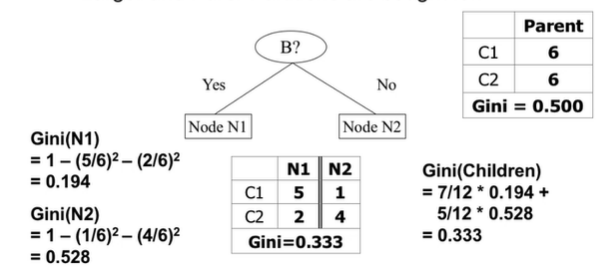 B?
Yes
No
Node N1
Node N2
Parent
C1 6
C2 6
Gini = 0.500
Gini(N1)
= 1 – (5/6)² – (2/6)²
= 0.194
Gini(N2)
= 1 – (1/6)² – (4/6)²
= 0.528
N1 N2
C1 5 1
C2 2 4
Gini=0.333
Gini(Children)
= 7/12 * 0.194 +
5/12 * 0.528
= 0.333